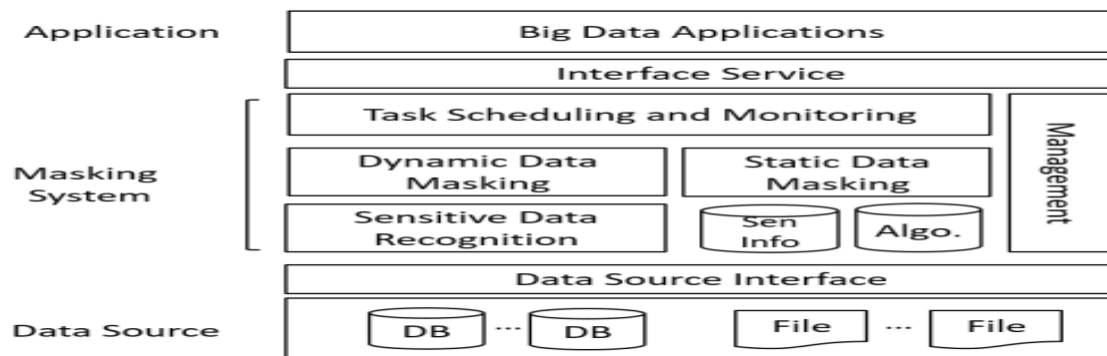 Application
Big Data Applications
Interface Service
Masking
System
Task Scheduling and Monitoring
Dynamic Data
Masking
Static Data
Masking
Sensitive Data
Recognition
Sen
Info
Algo.
Management
Data Source Interface
Data Source
DB
...
DB
File
...
File